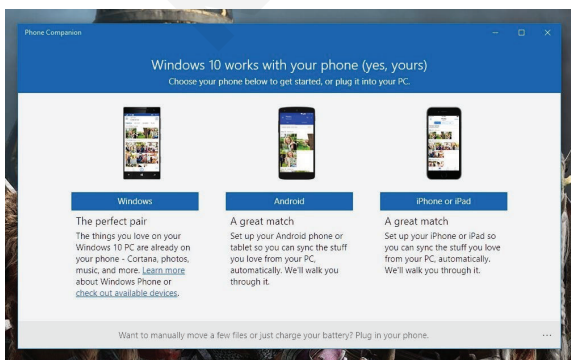 Phone Companion
Windows 10 works with your phone (yes, yours)
Choose your phone below to get started, or plug it into your PC.
Windows
The perfect pair
The things you love on your
Windows 10 PC are already on
your phone - Cortana, photos,
music, and more. Learn more
about Windows Phone or
check out available devices.
Android
A great match
Set up your Android phone or
tablet so you can sync the stuff
you love from your PC,
automatically. We'll walk you
through it.
iPhone or iPad
A great match
Set up your iPhone or iPad so
you can sync the stuff you love
from your PC, automatically.
We'll walk you through it.
Want to manually move a few files or just charge your battery? Plug in your phone.